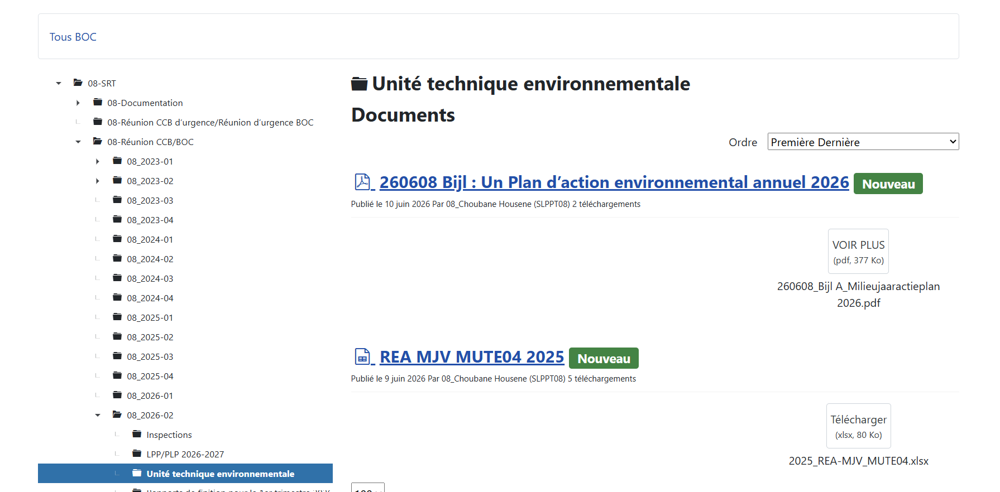 Tous BOC
08-SRT
08-Documentation
08-Réunion CCB d’urgence/Réunion d’urgence BOC
08-Réunion CCB/BOC
08_2023-01
08_2023-02
08_2023-03
08_2023-04
08_2024-01
08_2024-02
08_2024-03
08_2024-04
08_2025-01
08_2025-02
08_2025-03
08_2025-04
08_2026-01
08_2026-02
Inspections
LPP/PLP 2026-2027
Unité technique environnementale
Unité technique environnementale
Documents
Ordre Première Dernière
260608 Bijl : Un Plan d’action environnemental annuel 2026 Nouveau
Publié le 10 juin 2026 Par 08_Choubane Housene (SLPPT08) 2 téléchargements
VOIR PLUS
(pdf, 377 Ko)
260608_Bijl A_Milieujaaractieplan
2026.pdf
REA MJV MUTE04 2025 Nouveau
Publié le 9 juin 2026 Par 08_Choubane Housene (SLPPT08) 5 téléchargements
Télécharger
(xlsx, 80 Ko)
2025_REA-MJV_MUTE04.xlsx